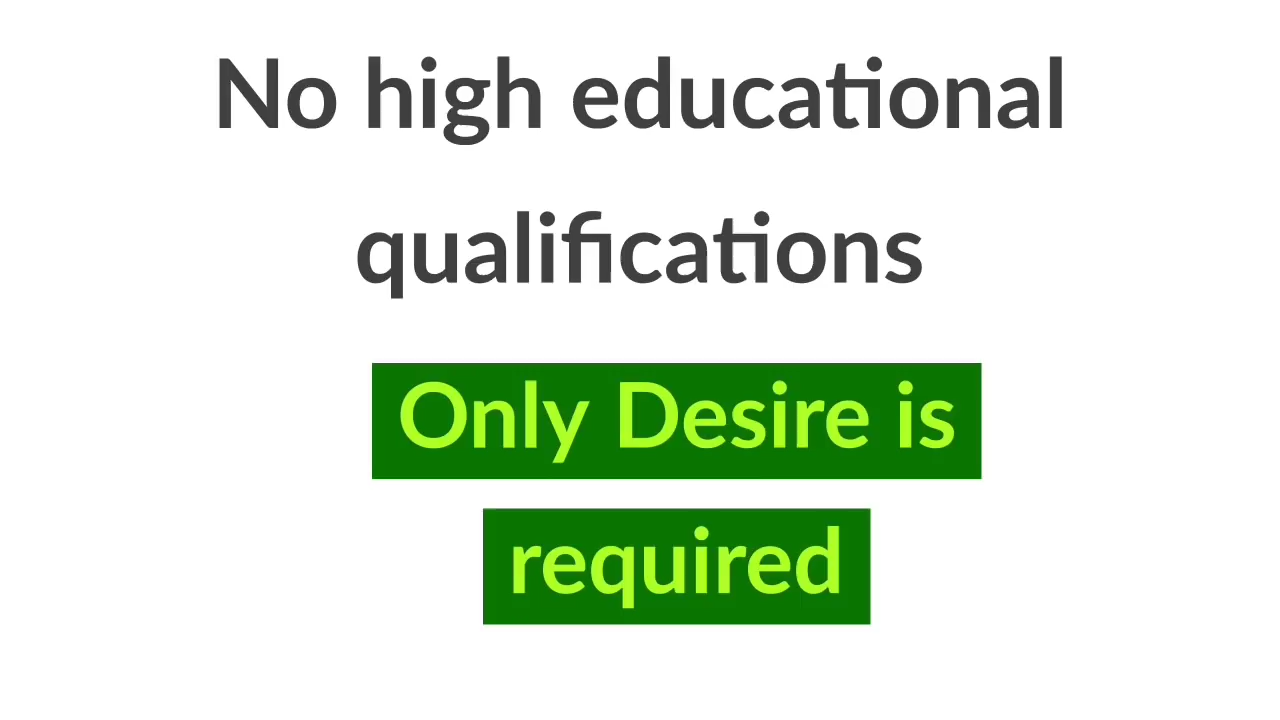 No high educational
qualifications
Only Desire is
required